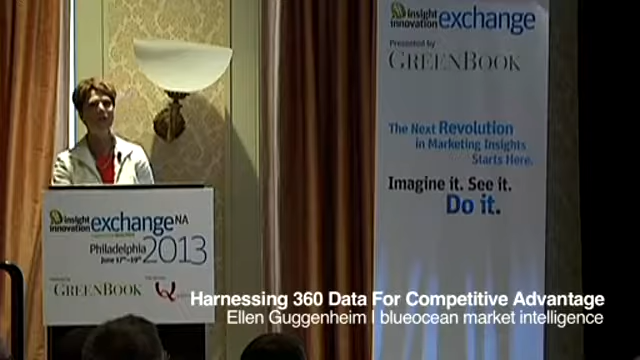 insight
innovation exchange
Presented by
GREENBOOK
The Next Revolution
in Marketing Insights
Starts Here.
Imagine it. See it.
Do it.
insight
innovation exchange NA
Philadelphia
June 17th–19th 2013
GREENBOOK
Harnessing 360 Data For Competitive Advantage
Ellen Guggenheim | blueocean market intelligence